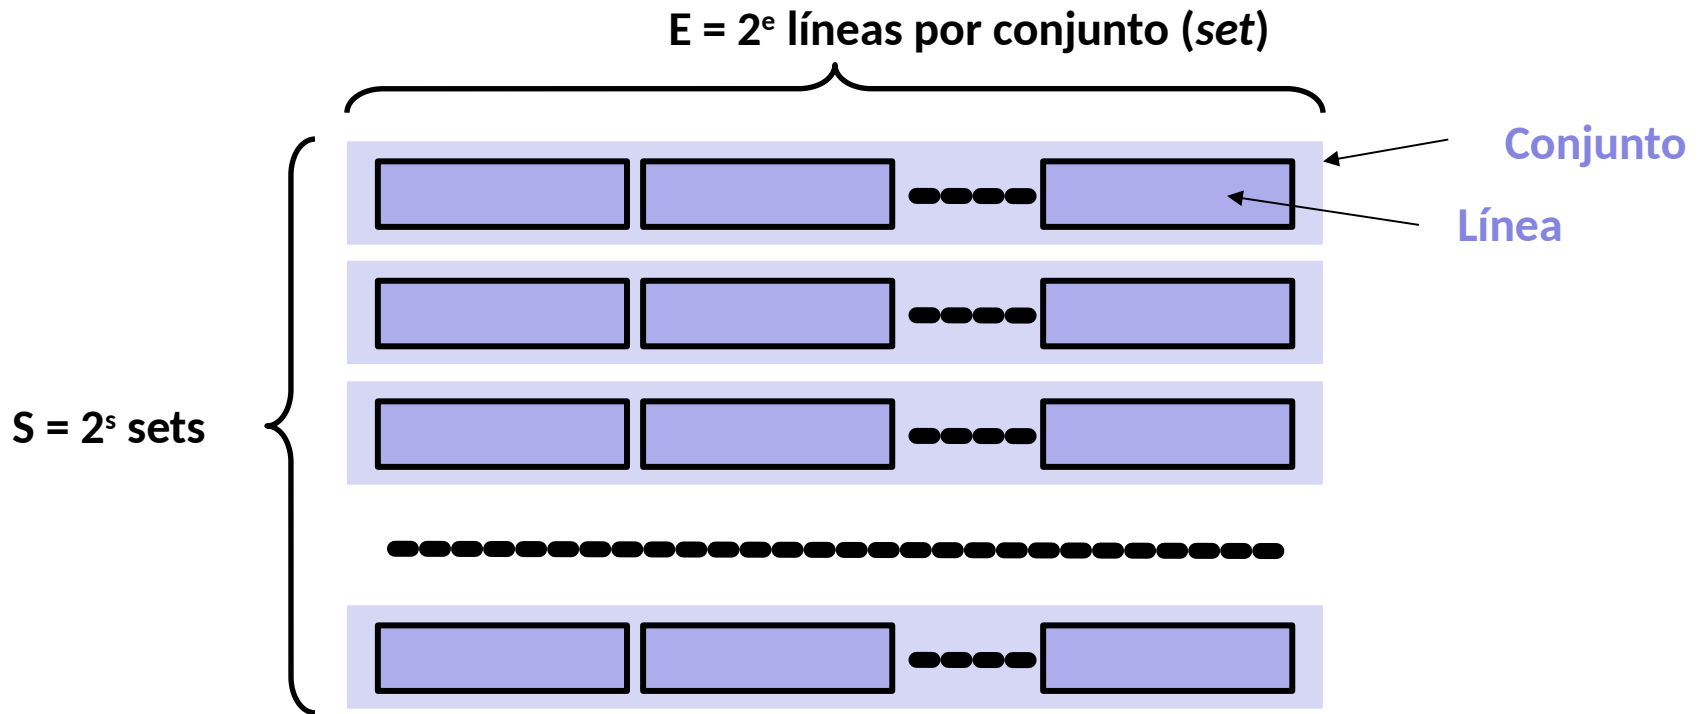 E = 2ᵉ líneas por conjunto (set)
Conjunto
Línea
S = 2ˢ sets